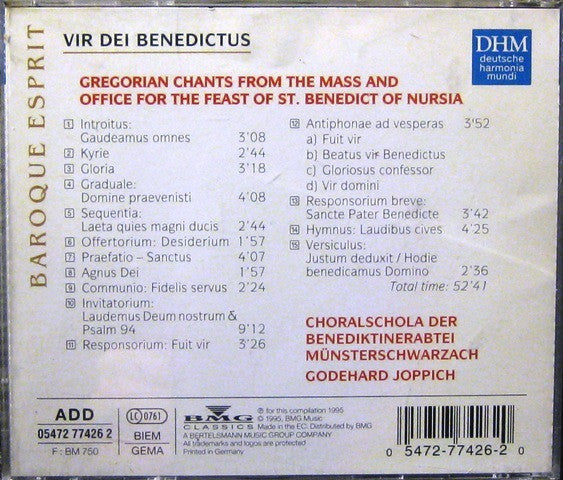 BAROQUE ESPRIT
VIR DEI BENEDICTUS
DHM
deutsche
harmonia
mundi
GREGORIAN CHANTS FROM THE MASS AND
OFFICE FOR THE FEAST OF ST. BENEDICT OF NURSIA
1 Introitus:
Gaudeamus omnes 3'08
2 Kyrie 2'44
3 Gloria 3'18
4 Graduale:
Domine praevenisti 4'08
5 Sequentia:
Laeta quies magni ducis 2'44
6 Offertorium: Desiderium 1'57
7 Praefatio – Sanctus 4'07
8 Agnus Dei 1'57
9 Communio: Fidelis servus 2'24
10 Invitatorium:
Laudemus Deum nostrum &
Psalm 94 9'12
11 Responsorium: Fuit vir 3'26
12 Antiphonae ad vesperas 3'52
a) Fuit vir
b) Beatus vir Benedictus
c) Gloriosus confessor
d) Vir domini
13 Responsorium breve:
Sancte Pater Benedicte 3'42
14 Hymnus: Laudibus cives 4'25
15 Versiculus:
Justum deduxit / Hodie
benedicamus Domino 2'36
Total time: 52'41
CHORALSCHOLA DER
BENEDIKTINERABTEI
MÜNSTERSCHWARZACH
GODEHARD JOPPICH
ADD
05472 77426 2
F : BM 750
LC 0761
BIEM
GEMA
BMG
CLASSICS
℗ for this compilation 1995
© 1995, BMG Music
Made in the EC. Distributed by BMG
A BERTELSMANN MUSIC GROUP COMPANY
All trademarks and logos are protected
Printed in Germany
0 5472-77426-2 0